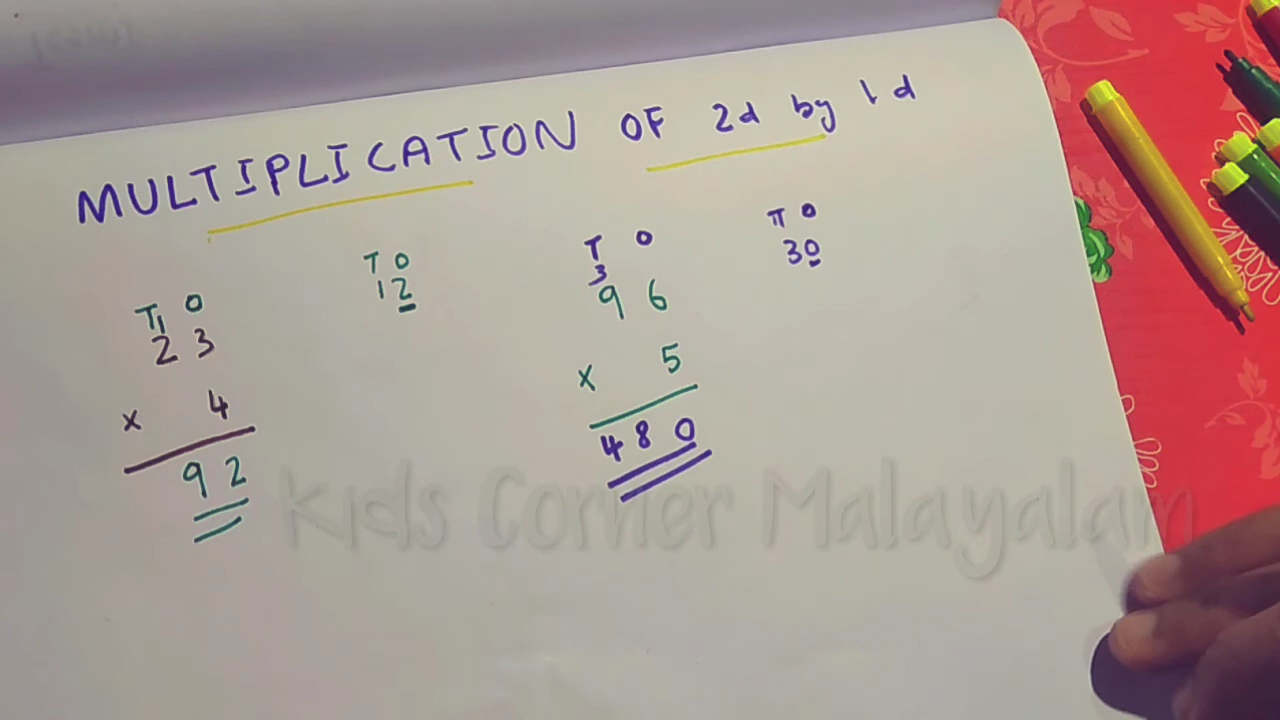 MULTIPLICATION OF 2d by 1d
T O
1
2 3
x 4
9 2
T O
1 2
T O
3
9 6
x 5
4 8 0
T O
3 0
Kids Corner Malayalam